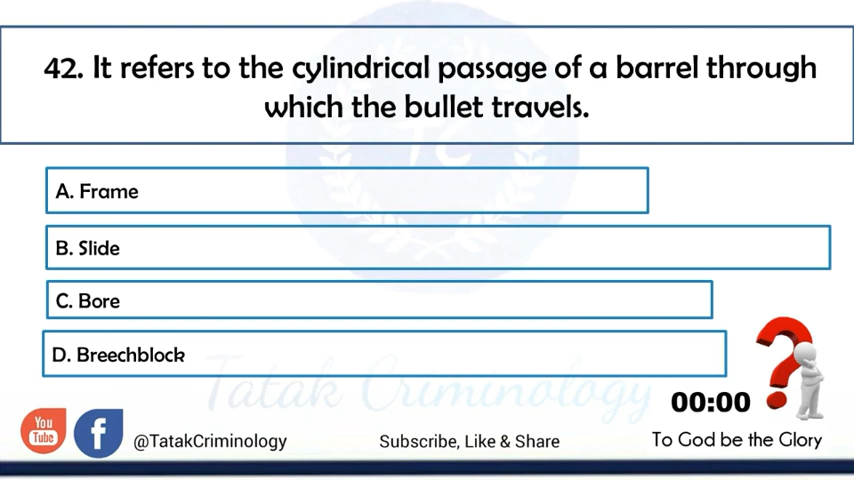 42. It refers to the cylindrical passage of a barrel through
which the bullet travels.
TC
A. Frame
B. Slide
C. Bore
D. Breechblock
Tatak Criminology
00:00
You
Tube
f
@TatakCriminology
Subscribe, Like & Share
To God be the Glory